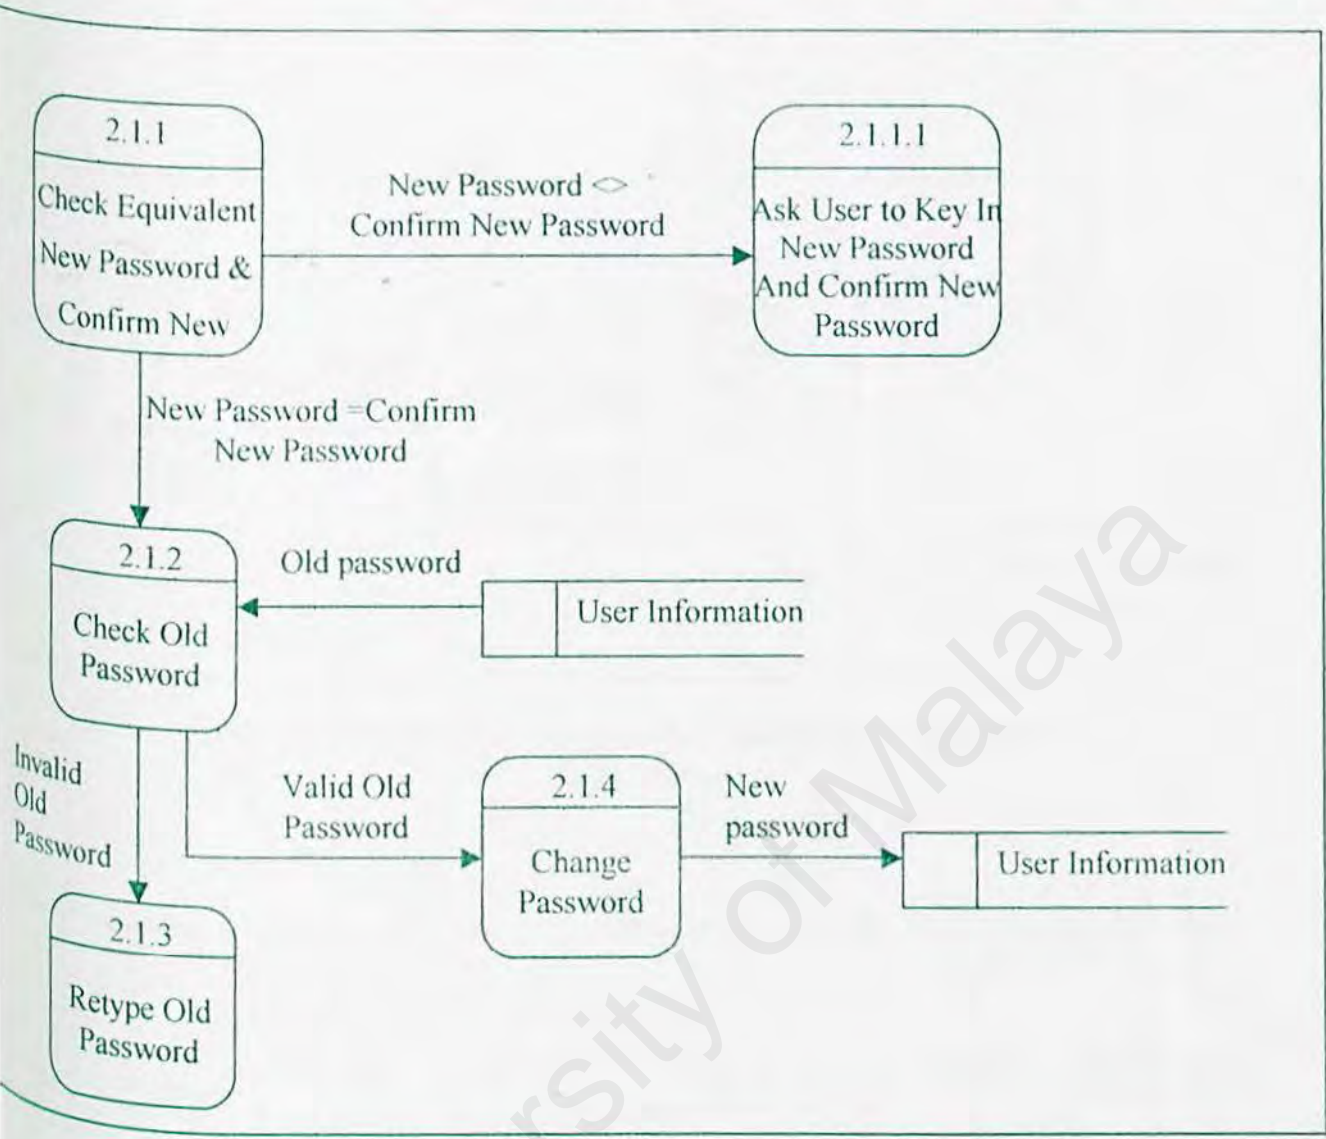 2.1.1
Check Equivalent
New Password &
Confirm New
New Password <>
Confirm New Password
2.1.1.1
Ask User to Key In
New Password
And Confirm New
Password
New Password =Confirm
New Password
2.1.2
Check Old
Password
Old password
User Information
Invalid
Old
Password
Valid Old
Password
2.1.4
Change
Password
New
password
User Information
2.1.3
Retype Old
Password
rsity of Malaya